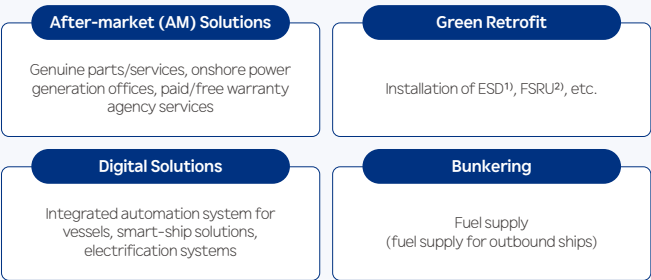 After-market (AM) Solutions
Genuine parts/services, onshore power
generation offices, paid/free warranty
agency services
Green Retrofit
Installation of ESD¹⁾, FSRU²⁾, etc.
Digital Solutions
Integrated automation system for
vessels, smart-ship solutions,
electrification systems
Bunkering
Fuel supply
(fuel supply for outbound ships)